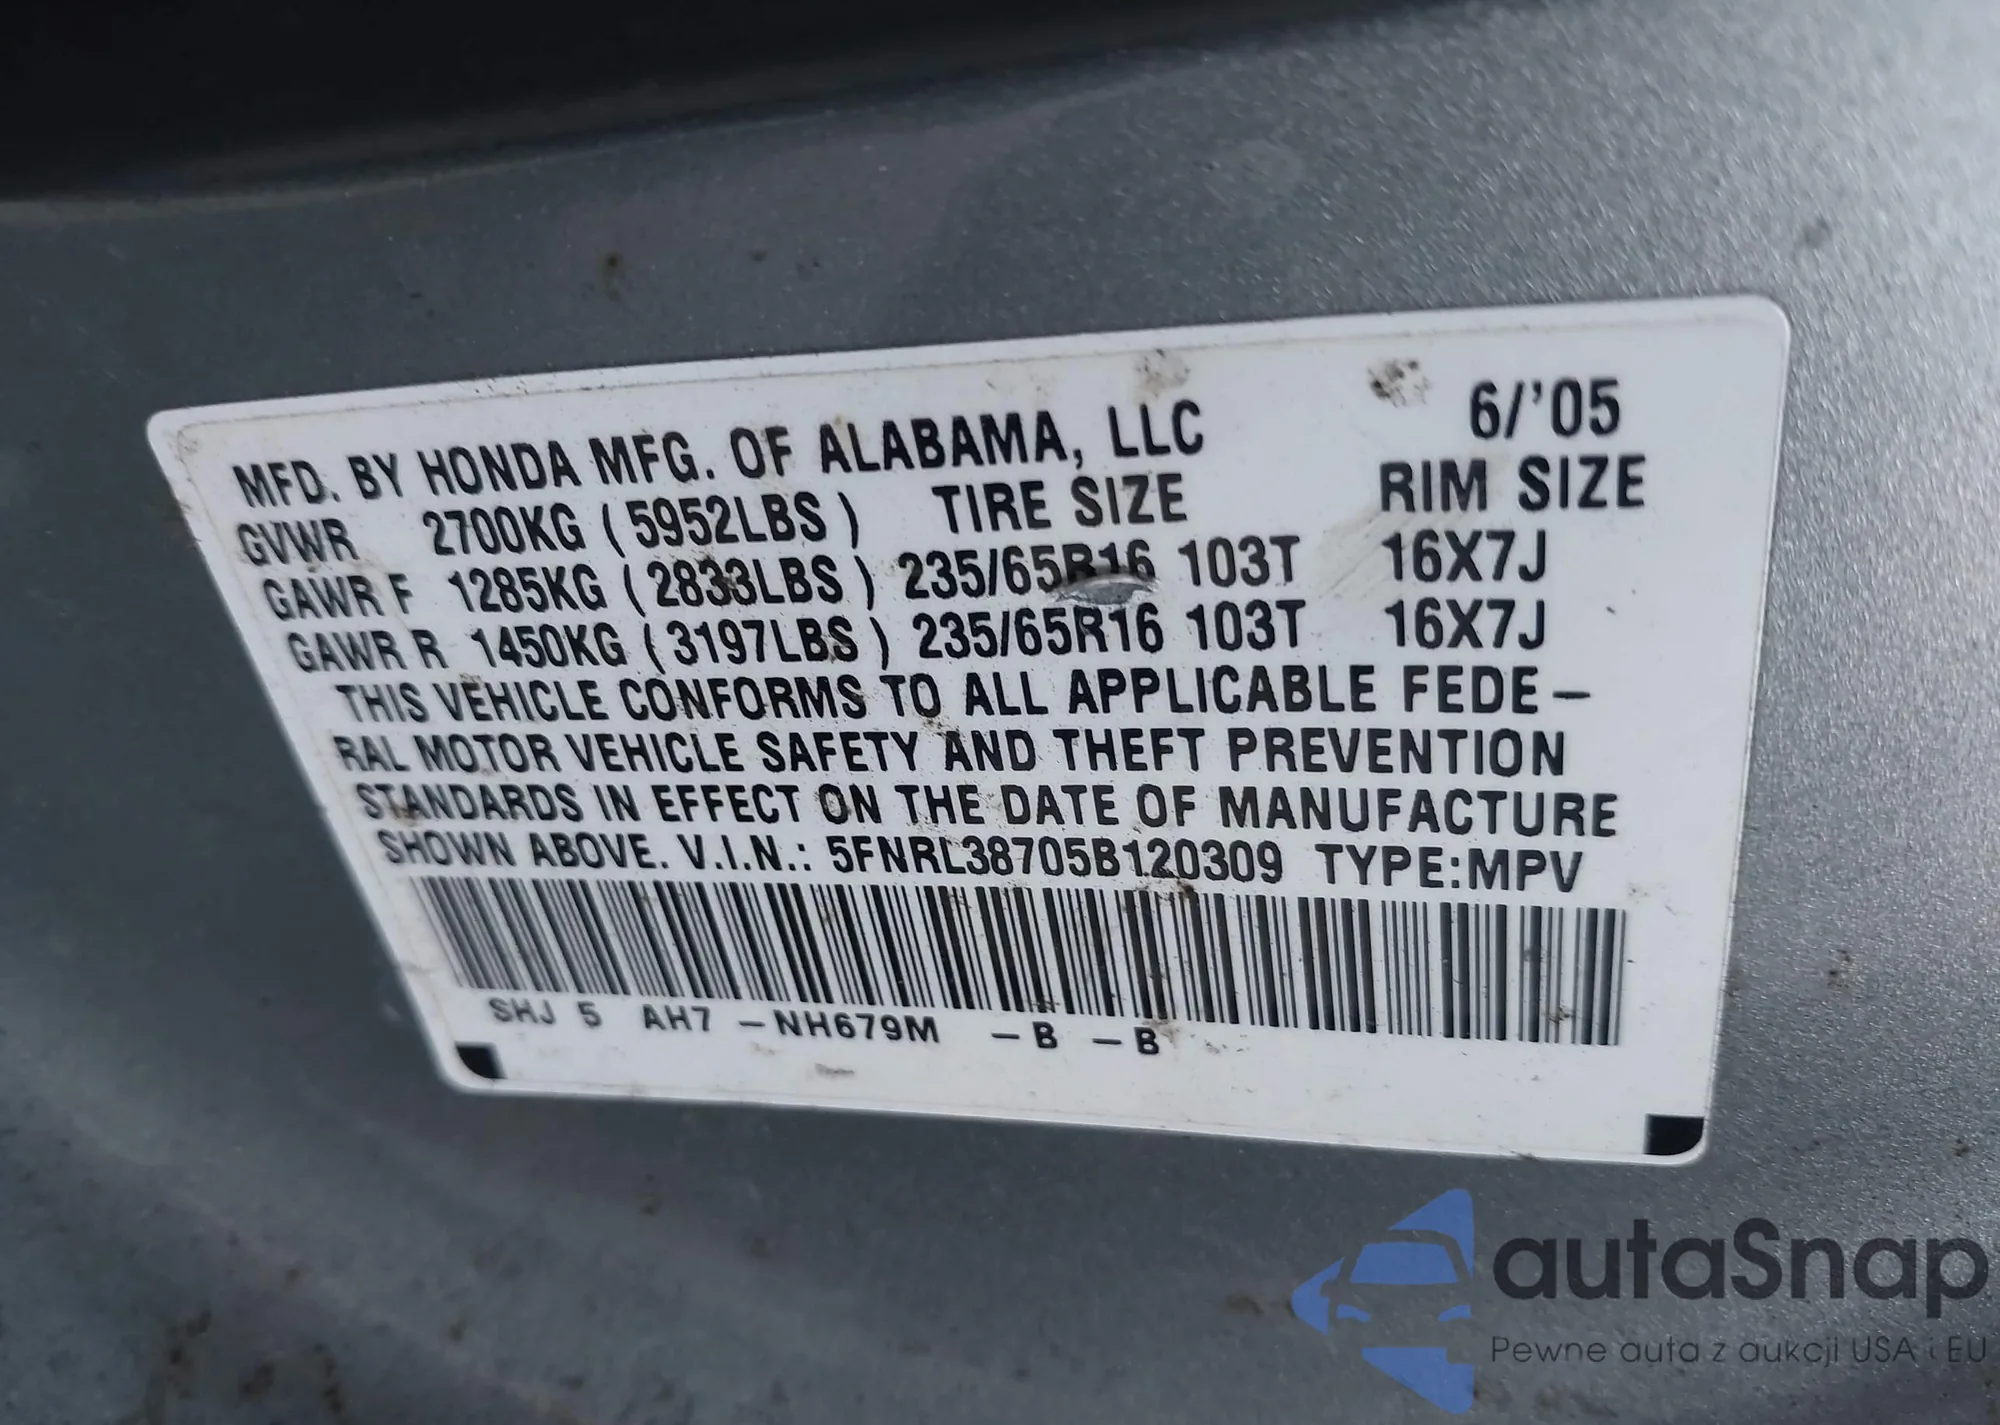 MFD. BY HONDA MFG. OF ALABAMA, LLC 6/'05
GVWR 2700KG (5952LBS) TIRE SIZE RIM SIZE
GAWR F 1285KG (2833LBS) 235/65R16 103T 16X7J
GAWR R 1450KG (3197LBS) 235/65R16 103T 16X7J
THIS VEHICLE CONFORMS TO ALL APPLICABLE FEDE–
RAL MOTOR VEHICLE SAFETY AND THEFT PREVENTION
STANDARDS IN EFFECT ON THE DATE OF MANUFACTURE
SHOWN ABOVE. V.I.N.: 5FNRL38705B120309 TYPE:MPV
SHJ 5 AH7 –NH679M –B –B
autaSnap
Pewne auta z aukcji USA i EU